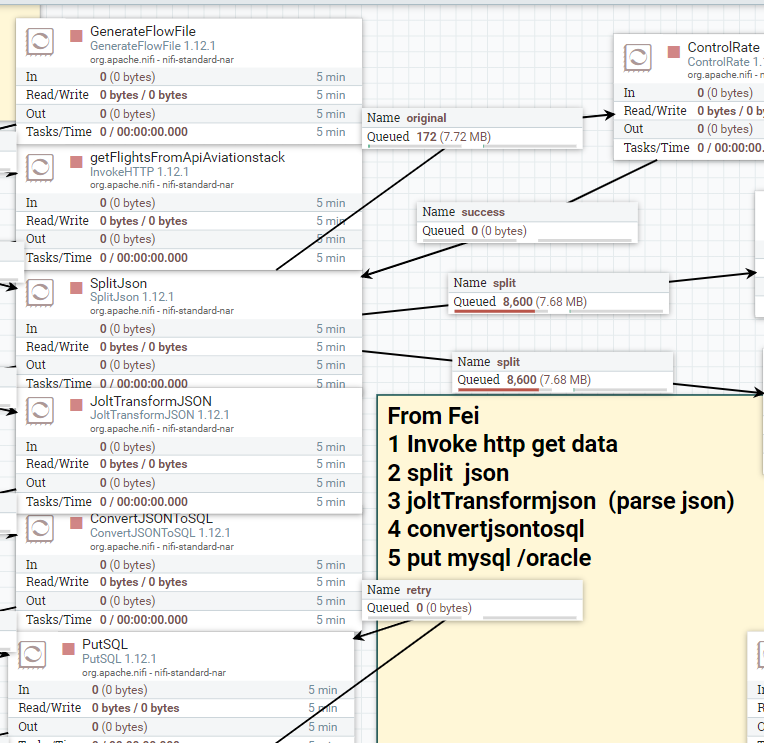 GenerateFlowFile
GenerateFlowFile 1.12.1
org.apache.nifi - nifi-standard-nar
In 0 (0 bytes) 5 min
Read/Write 0 bytes / 0 bytes 5 min
Out 0 (0 bytes) 5 min
Tasks/Time 0 / 00:00:00.000 5 min
Name original
Queued 172 (7.72 MB)
ControlRate
ControlRate 1.
org.apache.nifi - n
In 0 (0 bytes)
Read/Write 0 bytes / 0
Out 0 (0 bytes)
Tasks/Time 0 / 00:00:00.
getFlightsFromApiAviationstack
InvokeHTTP 1.12.1
org.apache.nifi - nifi-standard-nar
In 0 (0 bytes) 5 min
Read/Write 0 bytes / 0 bytes 5 min
Out 0 (0 bytes) 5 min
Tasks/Time 0 / 00:00:00.000 5 min
Name success
Queued 0 (0 bytes)
SplitJson
SplitJson 1.12.1
org.apache.nifi - nifi-standard-nar
In 0 (0 bytes) 5 min
Read/Write 0 bytes / 0 bytes 5 min
Out 0 (0 bytes) 5 min
Tasks/Time 0 / 00:00:00.000 5 min
Name split
Queued 8,600 (7.68 MB)
Name split
Queued 8,600 (7.68 MB)
JoltTransformJSON
JoltTransformJSON 1.12.1
org.apache.nifi - nifi-standard-nar
In 0 (0 bytes) 5 min
Read/Write 0 bytes / 0 bytes 5 min
Out 0 (0 bytes) 5 min
Tasks/Time 0 / 00:00:00.000 5 min
From Fei
1 Invoke http get data
2 split json
3 joltTransformjson (parse json)
4 convertjsontosql
5 put mysql /oracle
ConvertJSONToSQL
ConvertJSONToSQL 1.12.1
org.apache.nifi - nifi-standard-nar
In 0 (0 bytes) 5 min
Read/Write 0 bytes / 0 bytes 5 min
Out 0 (0 bytes) 5 min
Tasks/Time 0 / 00:00:00.000 5 min
Name retry
Queued 0 (0 bytes)
PutSQL
PutSQL 1.12.1
org.apache.nifi - nifi-standard-nar
In 0 (0 bytes) 5 min
Read/Write 0 bytes / 0 bytes 5 min
Out 0 (0 bytes) 5 min